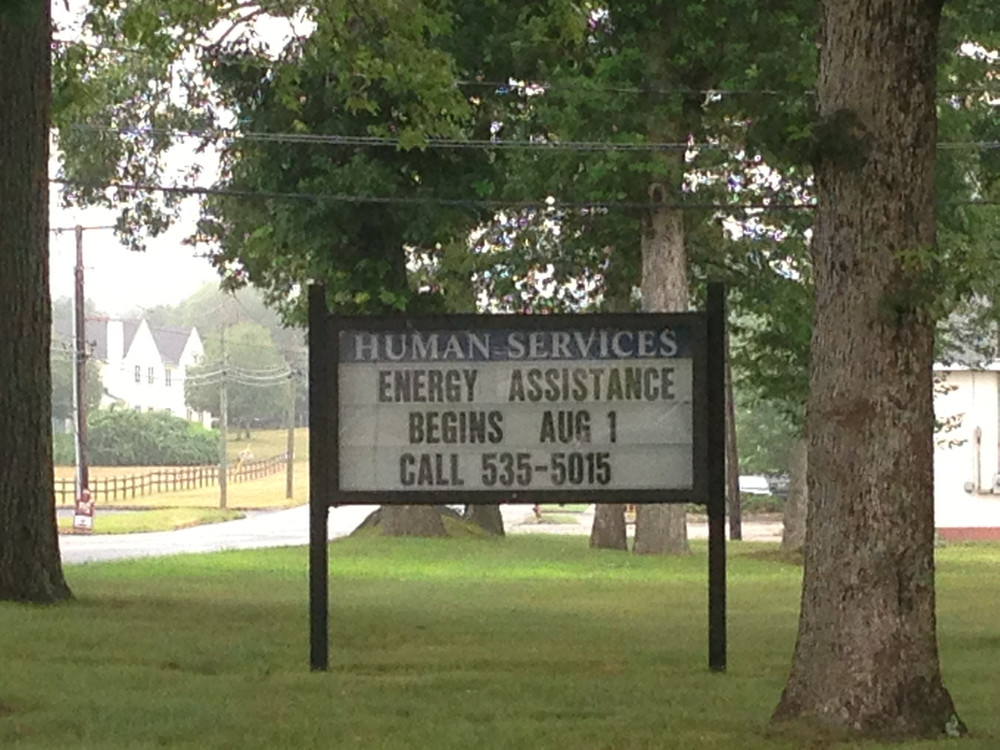 HUMAN SERVICES
ENERGY ASSISTANCE
BEGINS AUG 1
CALL 535-5015